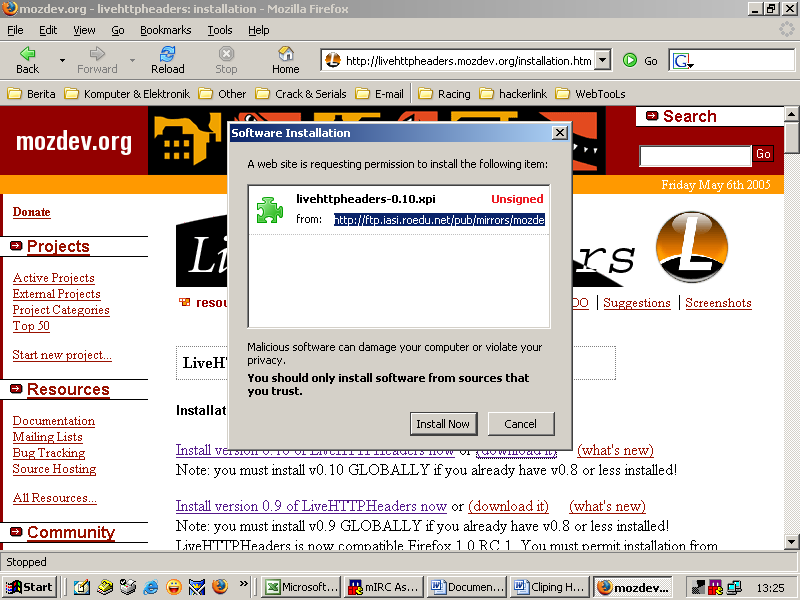 mozdev.org - livehttpheaders: installation - Mozilla Firefox
File Edit View Go Bookmarks Tools Help
Back Forward Reload Stop Home http://livehttpheaders.mozdev.org/installation.htm Go G
Berita Komputer & Elektronik Other Crack & Serials E-mail Racing hackerlink WebTooLs
mozdev.org
Search
Go
Friday May 6th 2005
Software Installation
A web site is requesting permission to install the following item:
livehttpheaders-0.10.xpi Unsigned
from: http://ftp.iasi.roedu.net/pub/mirrors/mozde
Malicious software can damage your computer or violate your
privacy.
You should only install software from sources that
you trust.
Install Now Cancel
Donate
Projects
Active Projects
External Projects
Project Categories
Top 50
Start new project...
Resources
Documentation
Mailing Lists
Bug Tracking
Source Hosting
All Resources...
Community
Li ers L
resou DO Suggestions Screenshots
LiveH
Installat
Install version 0.10 of LiveHTTPHeaders now or (download it) (what's new)
Note: you must install v0.10 GLOBALLY if you already have v0.8 or less installed!
Install version 0.9 of LiveHTTPHeaders now or (download it) (what's new)
Note: you must install v0.9 GLOBALLY if you already have v0.8 or less installed!
LiveHTTPHeaders is now compatible Firefox 1.0 RC 1. You must permit installation from
Stopped
Start » Microsoft... mIRC As... Documen... Cliping H... mozdev... 13:25